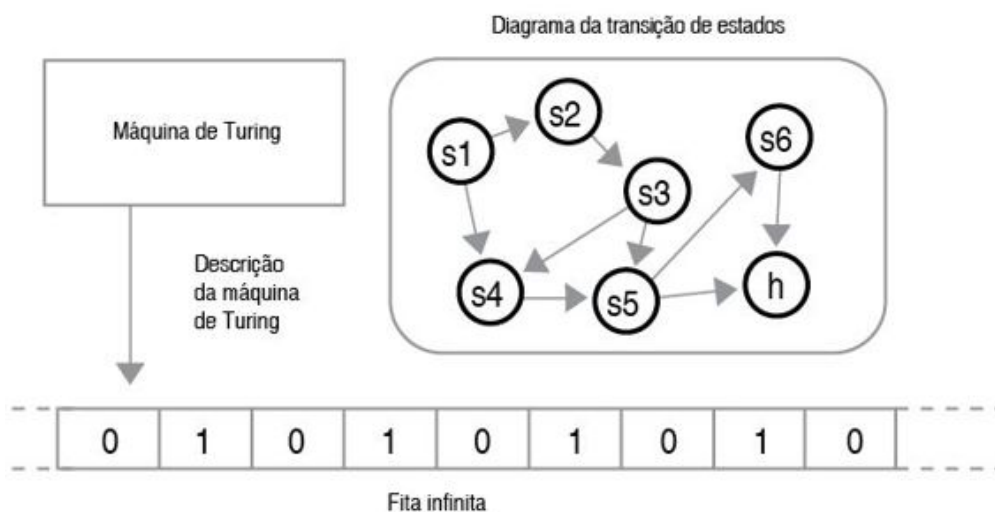 Diagrama da transição de estados
Máquina de Turing
s1
s2
s3
s4
s5
s6
h
Descrição
da máquina
de Turing
0 1 0 1 0 1 0 1 0
Fita infinita